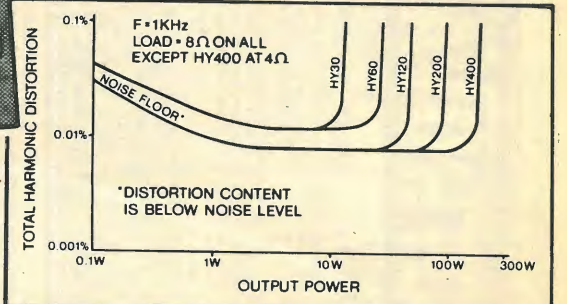 0.1%
F=1KHz
LOAD=8Ω ON ALL
EXCEPT HY400 AT 4Ω
HY30
HY60
HY120
HY200
HY400
NOISE FLOOR*
TOTAL HARMONIC DISTORTION
0.01%
*DISTORTION CONTENT
IS BELOW NOISE LEVEL
0.001%
0.1W
1W
10W
100W
300W
OUTPUT POWER